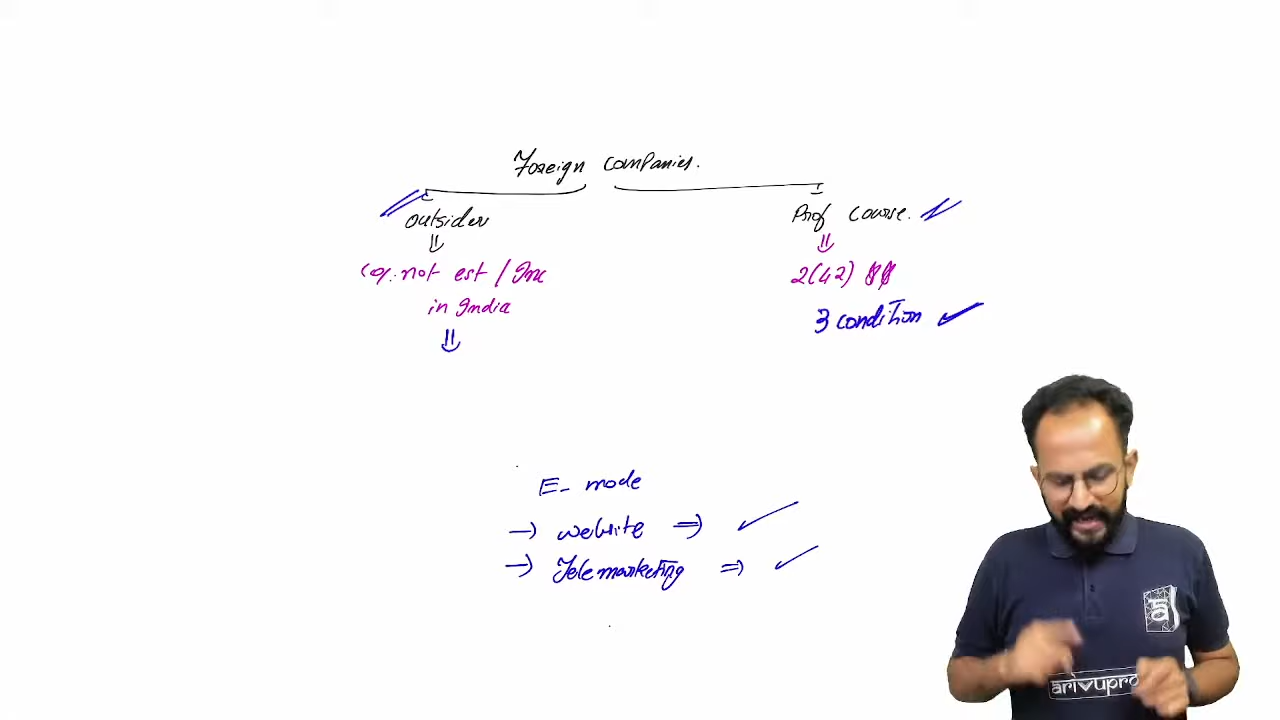 Foreign Companies.
outsider
Prof course.
Co. not est / Inc
in India
2(42)
3 condition
E- mode
→ website ⇒ ✓
→ Telemarketing ⇒ ✓
arivupro